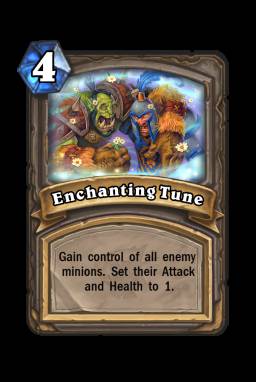 4
Enchanting Tune
Gain control of all enemy
minions. Set their Attack
and Health to 1.